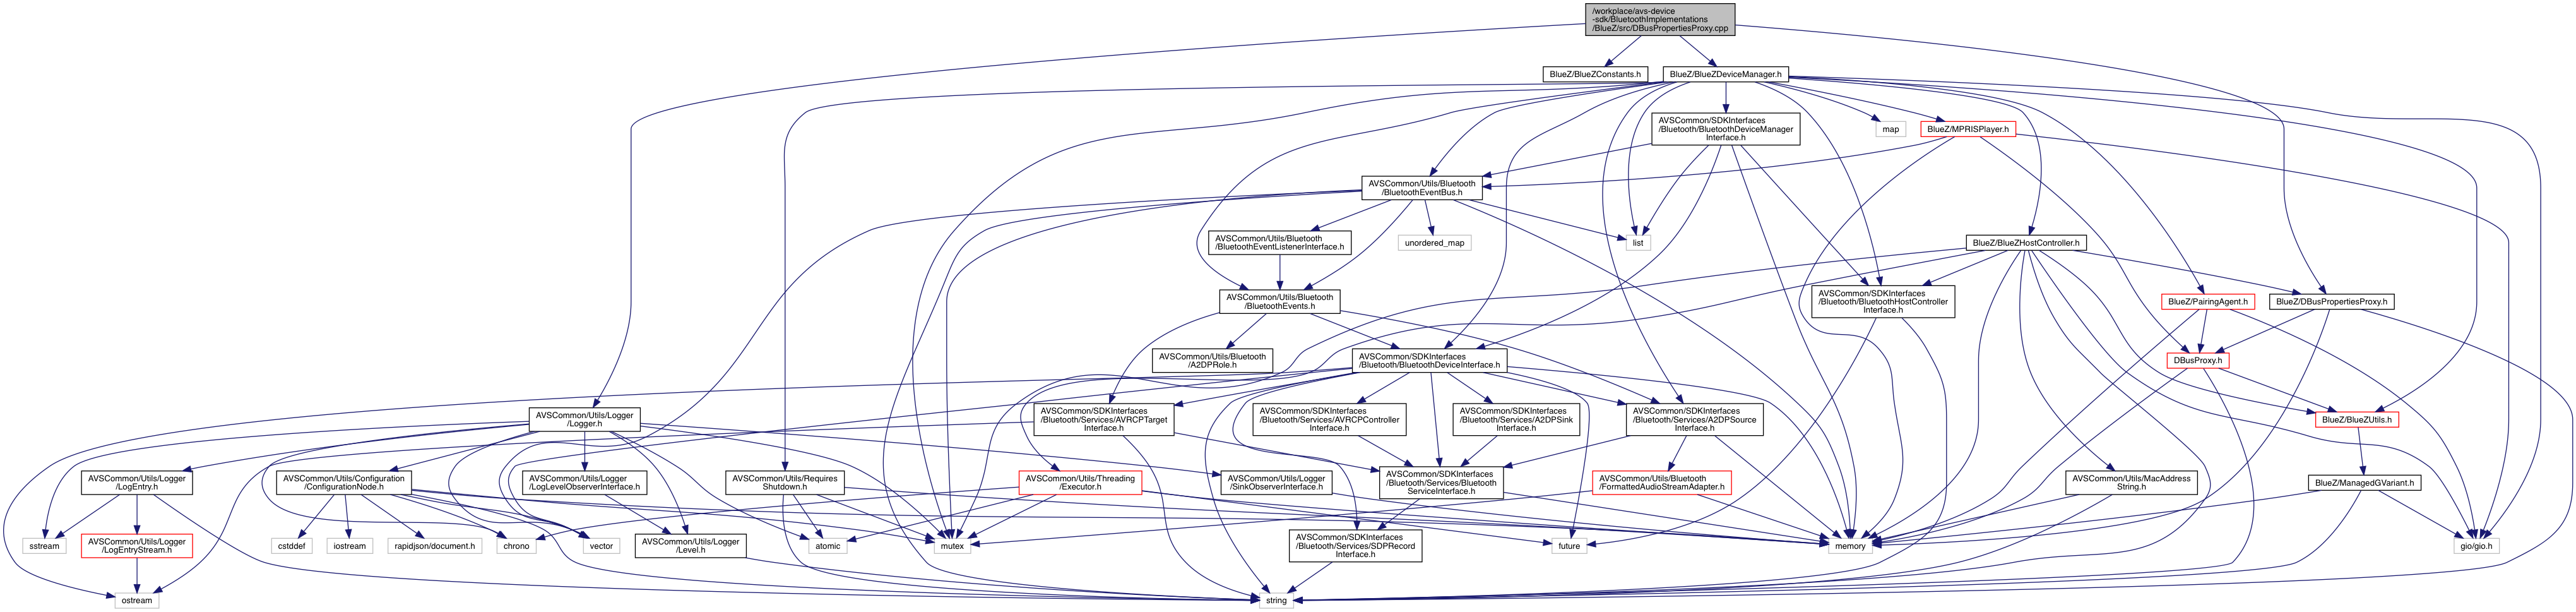 /workplace/avs-device
-sdk/BluetoothImplementations
/BlueZ/src/DBusPropertiesProxy.cpp
BlueZ/BlueZConstants.h
BlueZ/BlueZDeviceManager.h
AVSCommon/SDKInterfaces
/Bluetooth/BluetoothDeviceManager
Interface.h
map
BlueZ/MPRISPlayer.h
AVSCommon/Utils/Bluetooth
/BluetoothEventBus.h
AVSCommon/Utils/Bluetooth
/BluetoothEventListenerInterface.h
unordered_map
list
BlueZ/BlueZHostController.h
AVSCommon/Utils/Bluetooth
/BluetoothEvents.h
AVSCommon/SDKInterfaces
/Bluetooth/BluetoothHostController
Interface.h
BlueZ/PairingAgent.h
BlueZ/DBusPropertiesProxy.h
AVSCommon/Utils/Bluetooth
/A2DPRole.h
AVSCommon/SDKInterfaces
/Bluetooth/BluetoothDeviceInterface.h
DBusProxy.h
AVSCommon/Utils/Logger
/Logger.h
AVSCommon/SDKInterfaces
/Bluetooth/Services/AVRCPTarget
Interface.h
AVSCommon/SDKInterfaces
/Bluetooth/Services/AVRCPController
Interface.h
AVSCommon/SDKInterfaces
/Bluetooth/Services/A2DPSink
Interface.h
AVSCommon/SDKInterfaces
/Bluetooth/Services/A2DPSource
Interface.h
BlueZ/BlueZUtils.h
AVSCommon/Utils/Logger
/LogEntry.h
AVSCommon/Utils/Configuration
/ConfigurationNode.h
AVSCommon/Utils/Logger
/LogLevelObserverInterface.h
AVSCommon/Utils/Requires
Shutdown.h
AVSCommon/Utils/Threading
/Executor.h
AVSCommon/Utils/Logger
/SinkObserverInterface.h
AVSCommon/SDKInterfaces
/Bluetooth/Services/Bluetooth
ServiceInterface.h
AVSCommon/Utils/Bluetooth
/FormattedAudioStreamAdapter.h
AVSCommon/Utils/MacAddress
String.h
BlueZ/ManagedGVariant.h
sstream
AVSCommon/Utils/Logger
/LogEntryStream.h
cstddef
iostream
rapidjson/document.h
chrono
vector
AVSCommon/Utils/Logger
/Level.h
atomic
mutex
AVSCommon/SDKInterfaces
/Bluetooth/Services/SDPRecord
Interface.h
future
memory
gio/gio.h
ostream
string